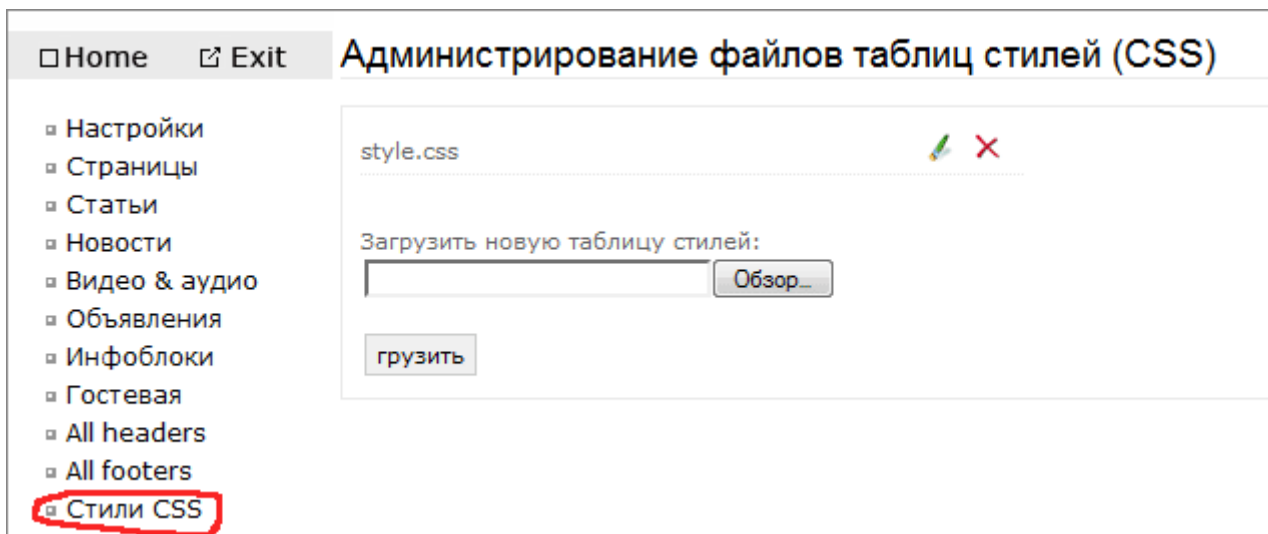 Home Exit Администрирование файлов таблиц стилей (CSS)
Настройки
Страницы
Статьи
Новости
Видео & аудио
Объявления
Инфоблоки
Гостевая
All headers
All footers
Стили CSS
style.css
Загрузить новую таблицу стилей:
Обзор...
грузить